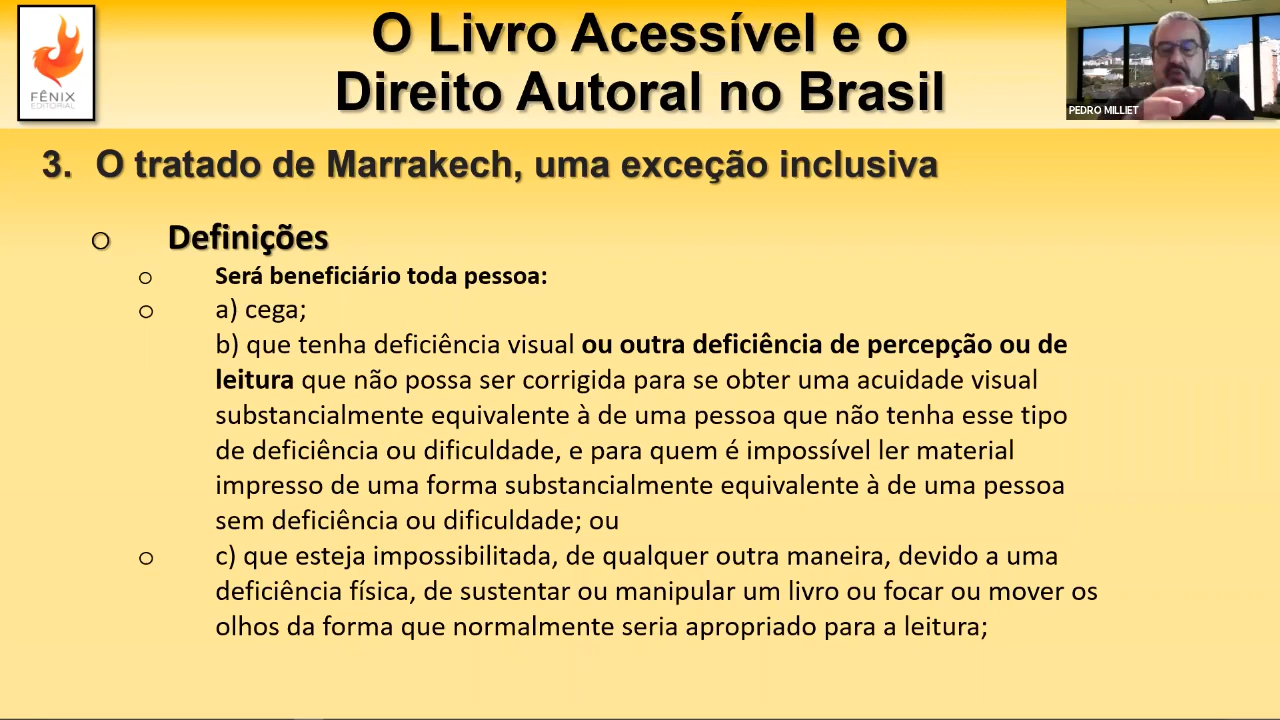 O Livro Acessível e o
Direito Autoral no Brasil
FÊNIX
EDITORIAL
PEDRO MILLIET
3. O tratado de Marrakech, uma exceção inclusiva
o Definições
o Será beneficiário toda pessoa:
o a) cega;
b) que tenha deficiência visual ou outra deficiência de percepção ou de
leitura que não possa ser corrigida para se obter uma acuidade visual
substancialmente equivalente à de uma pessoa que não tenha esse tipo
de deficiência ou dificuldade, e para quem é impossível ler material
impresso de uma forma substancialmente equivalente à de uma pessoa
sem deficiência ou dificuldade; ou
o c) que esteja impossibilitada, de qualquer outra maneira, devido a uma
deficiência física, de sustentar ou manipular um livro ou focar ou mover os
olhos da forma que normalmente seria apropriado para a leitura;